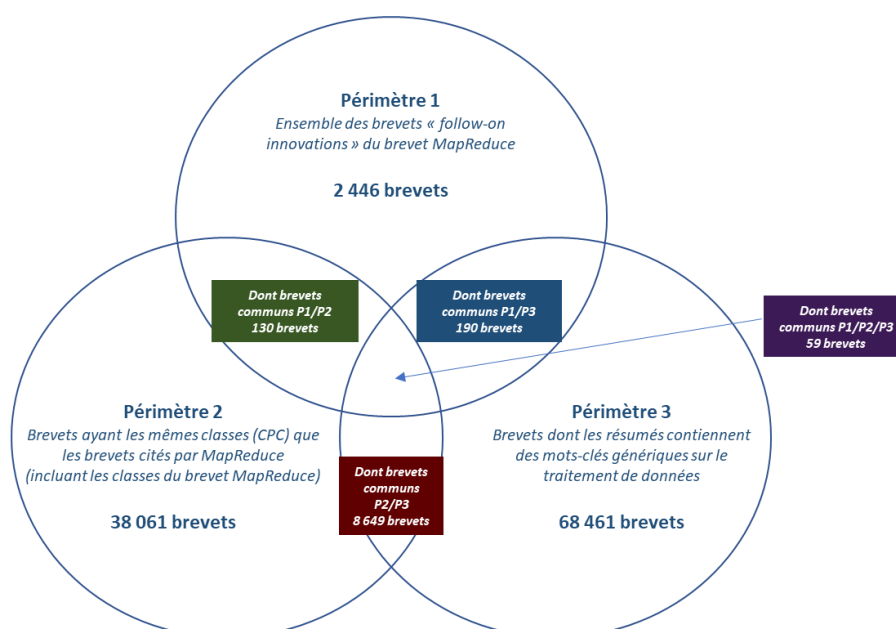 Périmètre 1
Ensemble des brevets « follow-on
innovations » du brevet MapReduce
2 446 brevets
Dont brevets
communs P1/P2
130 brevets
Dont brevets
communs P1/P3
190 brevets
Dont brevets
communs P1/P2/P3
59 brevets
Périmètre 2
Brevets ayant les mêmes classes (CPC) que
les brevets cités par MapReduce
(incluant les classes du brevet MapReduce)
38 061 brevets
Dont brevets
communs
P2/P3
8 649 brevets
Périmètre 3
Brevets dont les résumés contiennent
des mots-clés génériques sur le
traitement de données
68 461 brevets